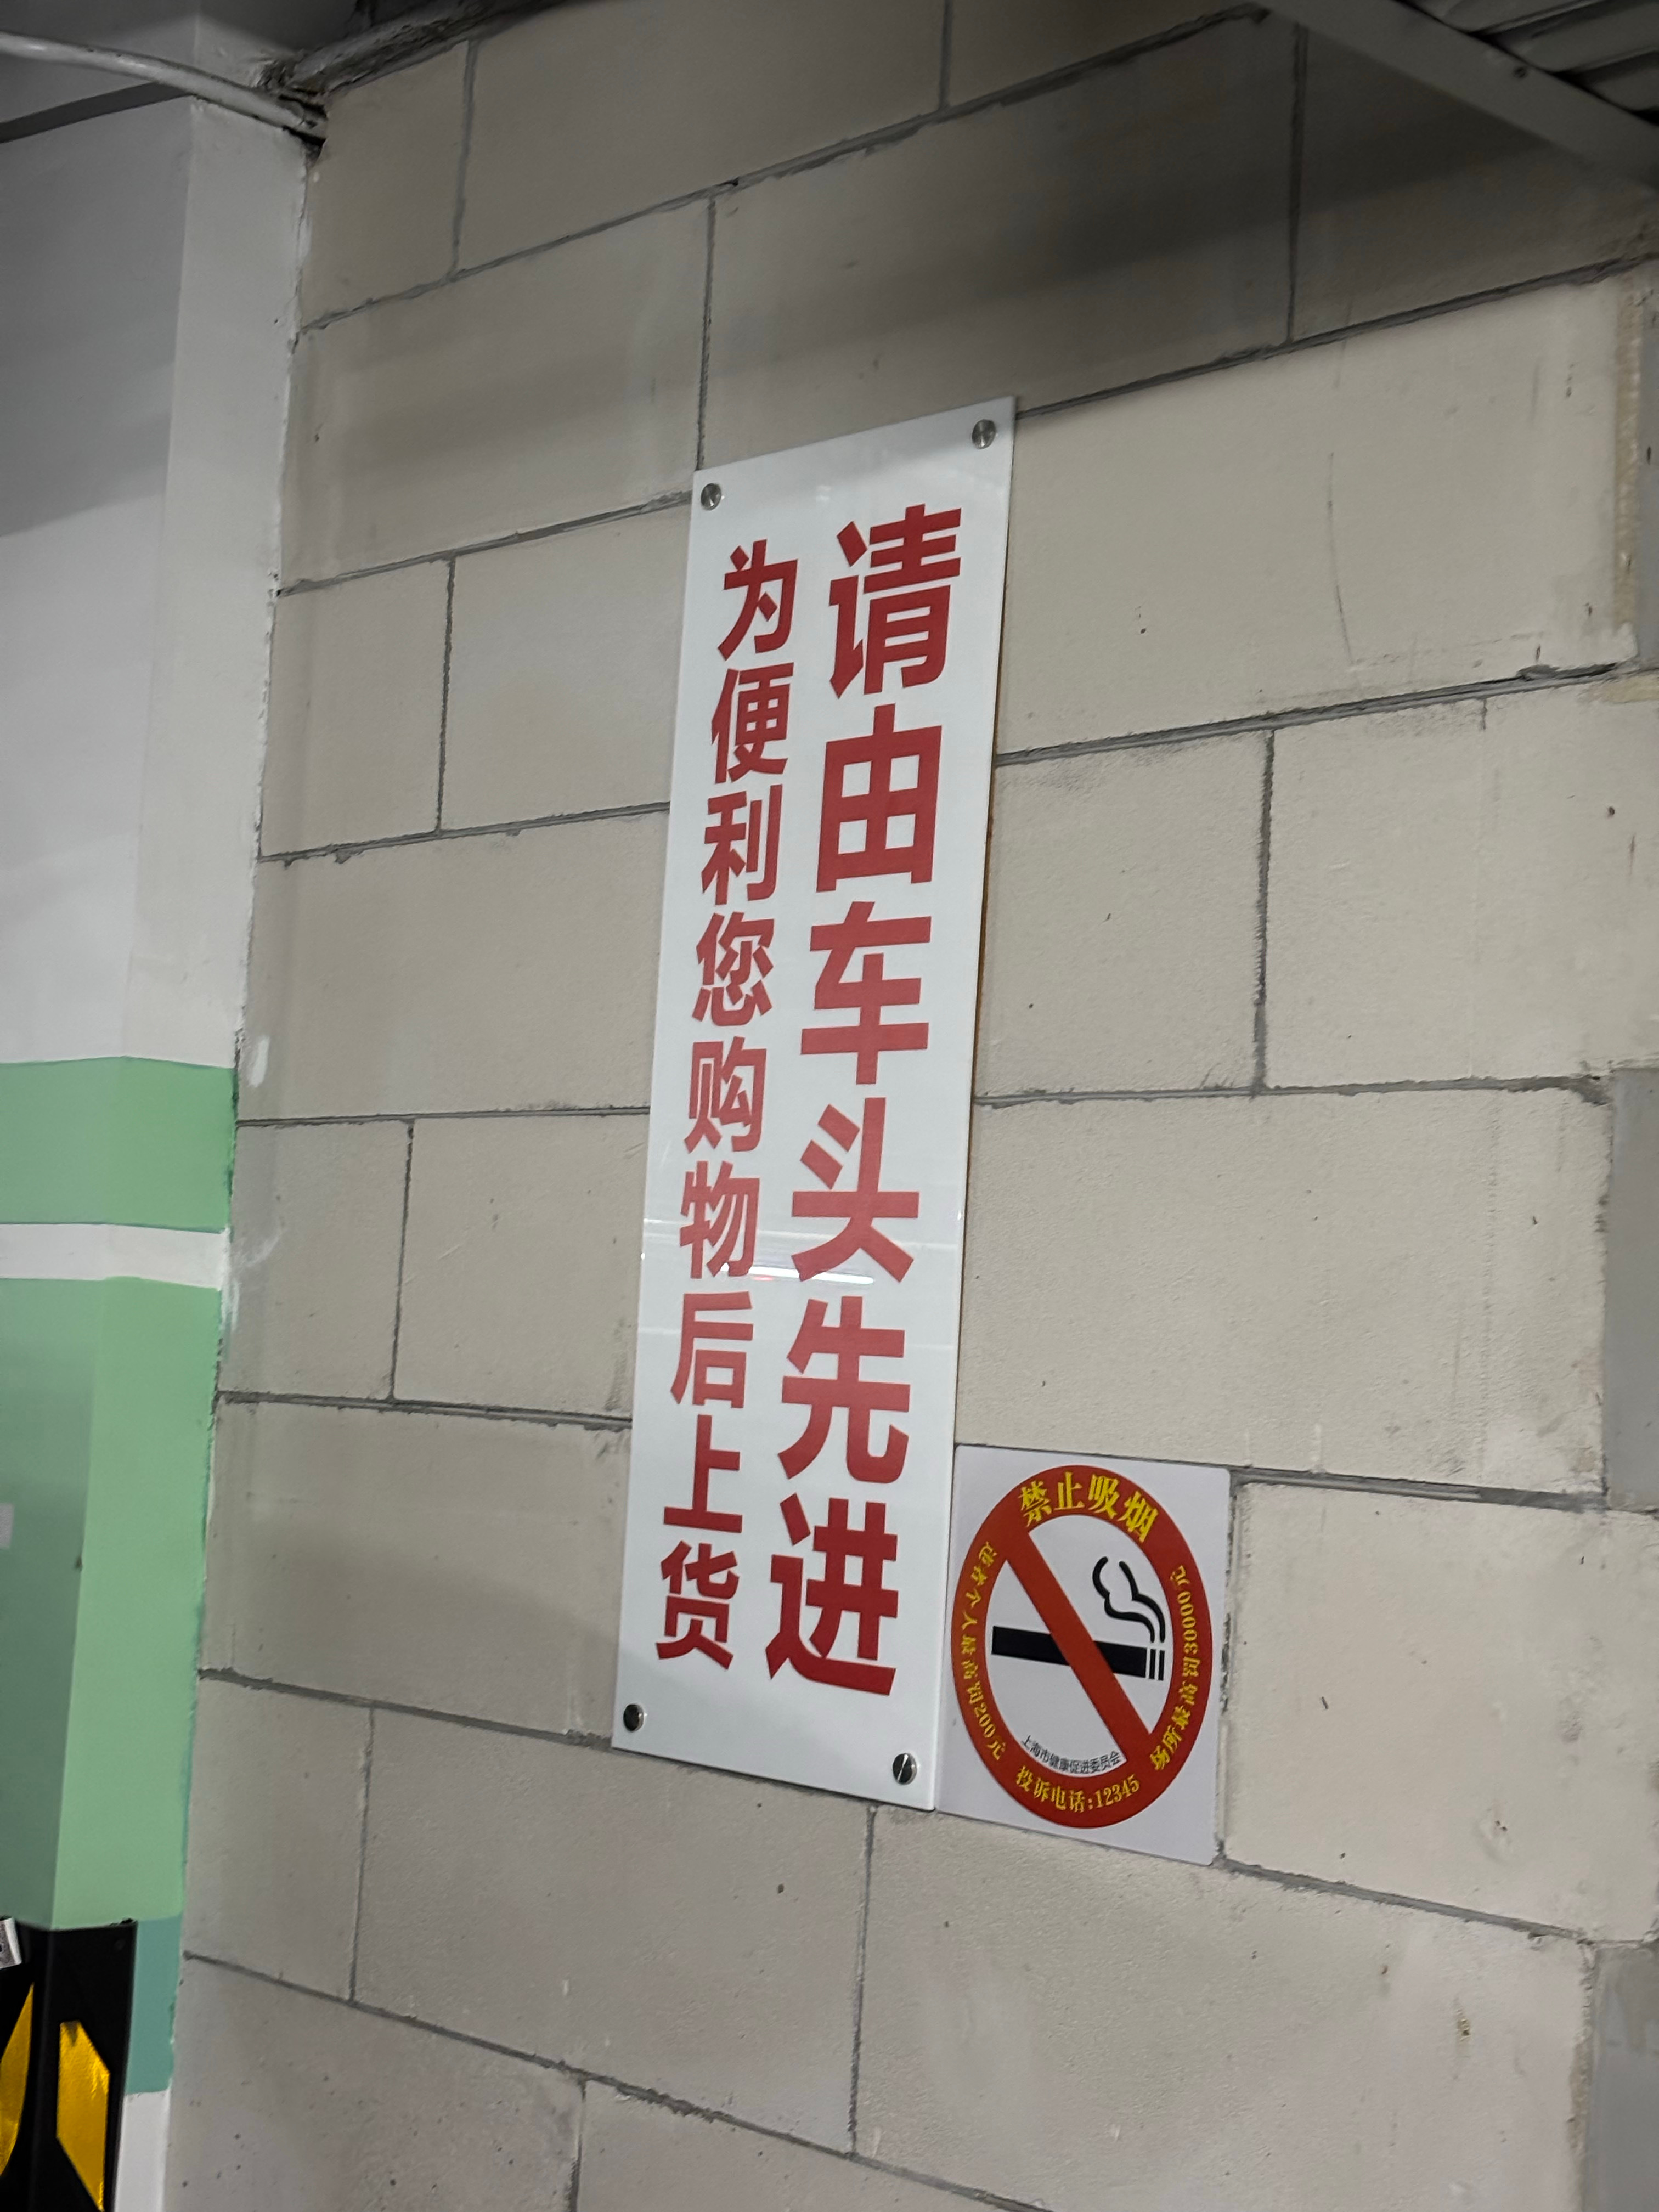 请由车头先进
为便利您购物后上货
禁止吸烟
违者个人最高罚200元
场所最高罚30000元
上海市健康促进委员会
投诉电话:12345